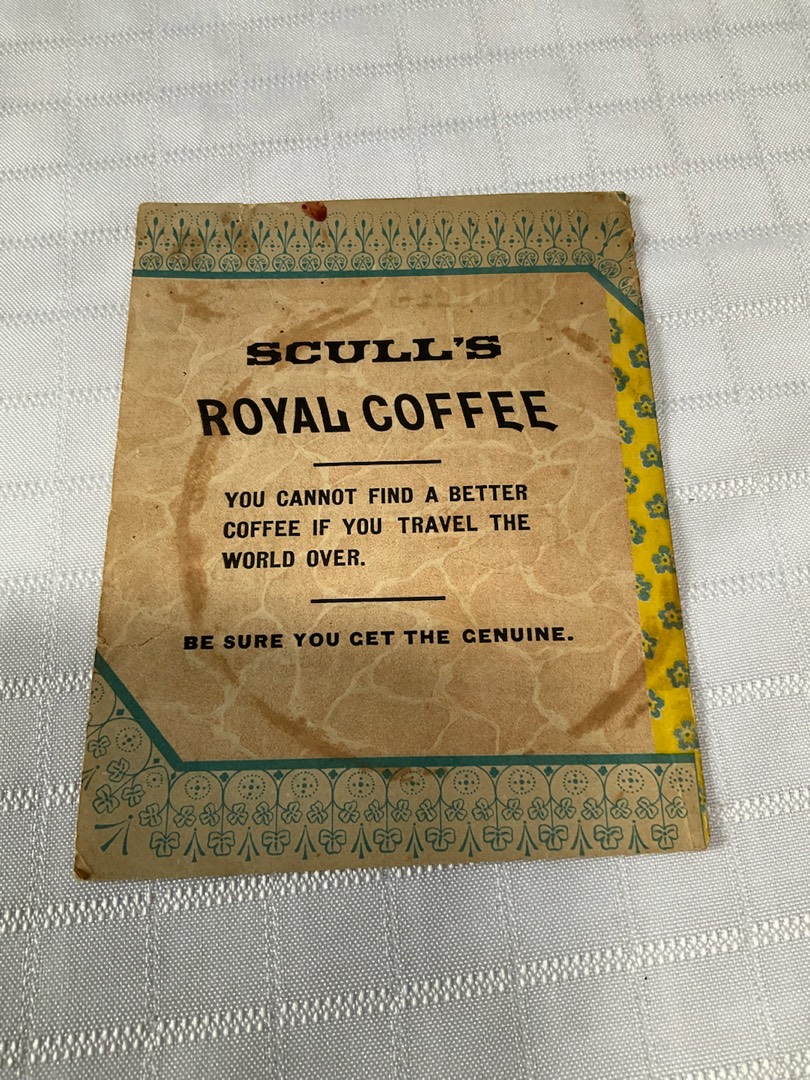 SCULL'S
ROYAL COFFEE
YOU CANNOT FIND A BETTER
COFFEE IF YOU TRAVEL THE
WORLD OVER.
BE SURE YOU GET THE GENUINE.